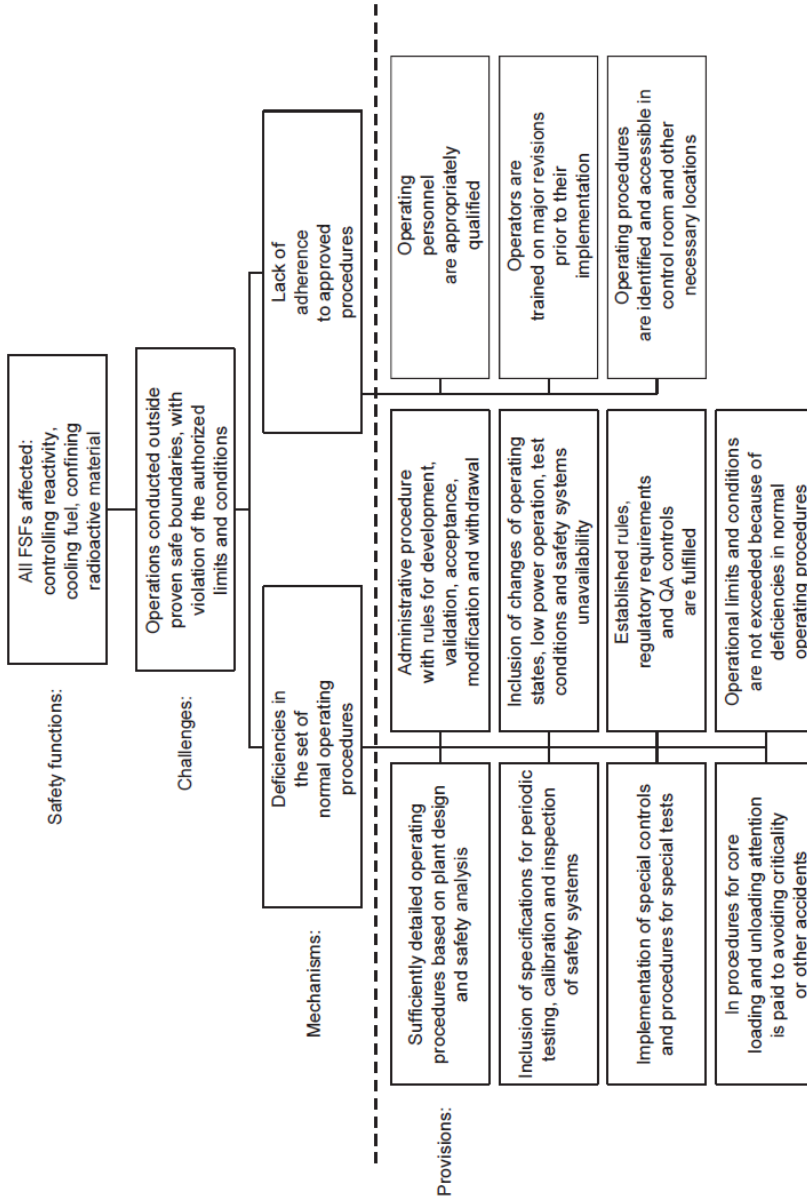 Safety functions:
All FSFs affected:
controlling reactivity,
cooling fuel, confining
radioactive material
Challenges:
Operations conducted outside
proven safe boundaries, with
violation of the authorized
limits and conditions
Mechanisms:
Deficiencies in
the set of
normal operating
procedures
Lack of
adherence
to approved
procedures
Provisions:
Sufficiently detailed operating
procedures based on plant design
and safety analysis
Administrative procedure
with rules for development,
validation, acceptance,
modification and withdrawal
Operating
personnel
are appropriately
qualified
Inclusion of specifications for periodic
testing, calibration and inspection
of safety systems
Inclusion of changes of operating
states, low power operation, test
conditions and safety systems
unavailability
Operators are
trained on major revisions
prior to their
implementation
Implementation of special controls
and procedures for special tests
Established rules,
regulatory requirements
and QA controls
are fulfilled
Operating procedures
are identified and accessible in
control room and other
necessary locations
In procedures for core
loading and unloading attention
is paid to avoiding criticality
or other accidents
Operational limits and conditions
are not exceeded because of
deficiencies in normal
operating procedures